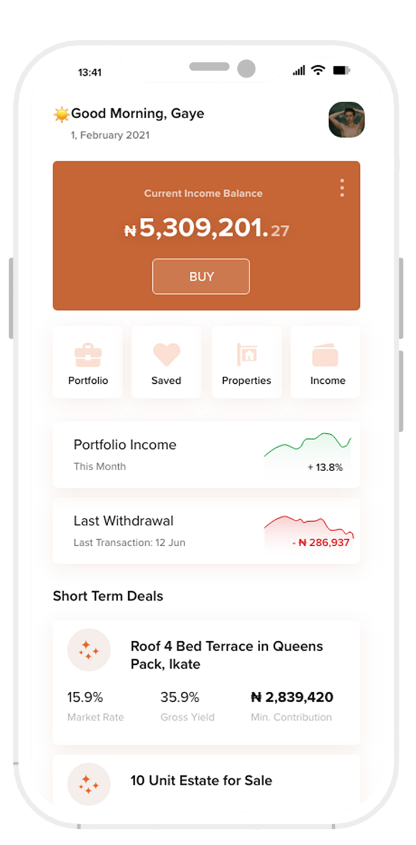 13:41
Good Morning, Gaye
1, February 2021
Current Income Balance
₦5,309,201.27
BUY
Portfolio
Saved
Properties
Income
Portfolio Income
This Month
+ 13.8%
Last Withdrawal
Last Transaction: 12 Jun
- ₦ 286,937
Short Term Deals
Roof 4 Bed Terrace in Queens
Pack, Ikate
15.9% 35.9% ₦ 2,839,420
Market Rate Gross Yield Min. Contribution
10 Unit Estate for Sale